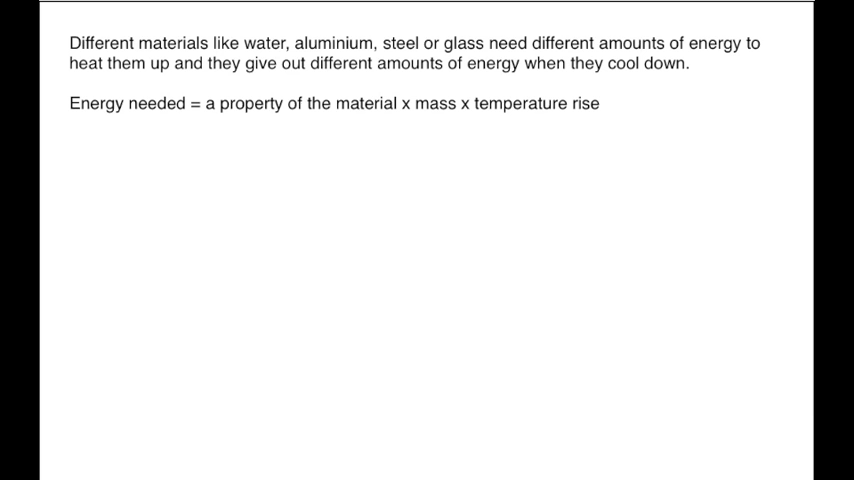 Different materials like water, aluminium, steel or glass need different amounts of energy to
heat them up and they give out different amounts of energy when they cool down.
Energy needed = a property of the material x mass x temperature rise